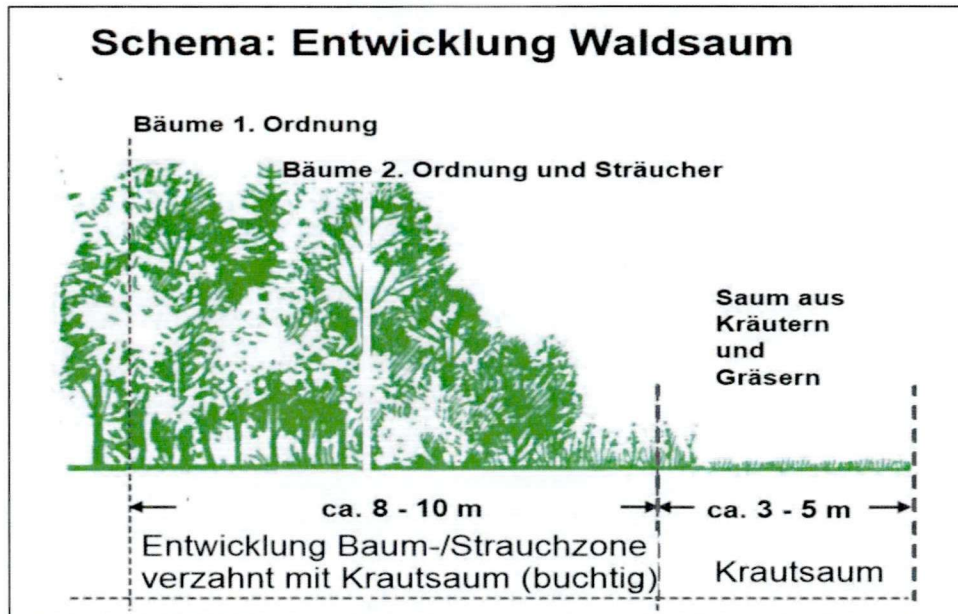 Schema: Entwicklung Waldsaum
Bäume 1. Ordnung
Bäume 2. Ordnung und Sträucher
Saum aus
Kräutern
und
Gräsern
ca. 8 - 10 m
ca. 3 - 5 m
Entwicklung Baum-/Strauchzone
verzahnt mit Krautsaum (buchtig)
Krautsaum